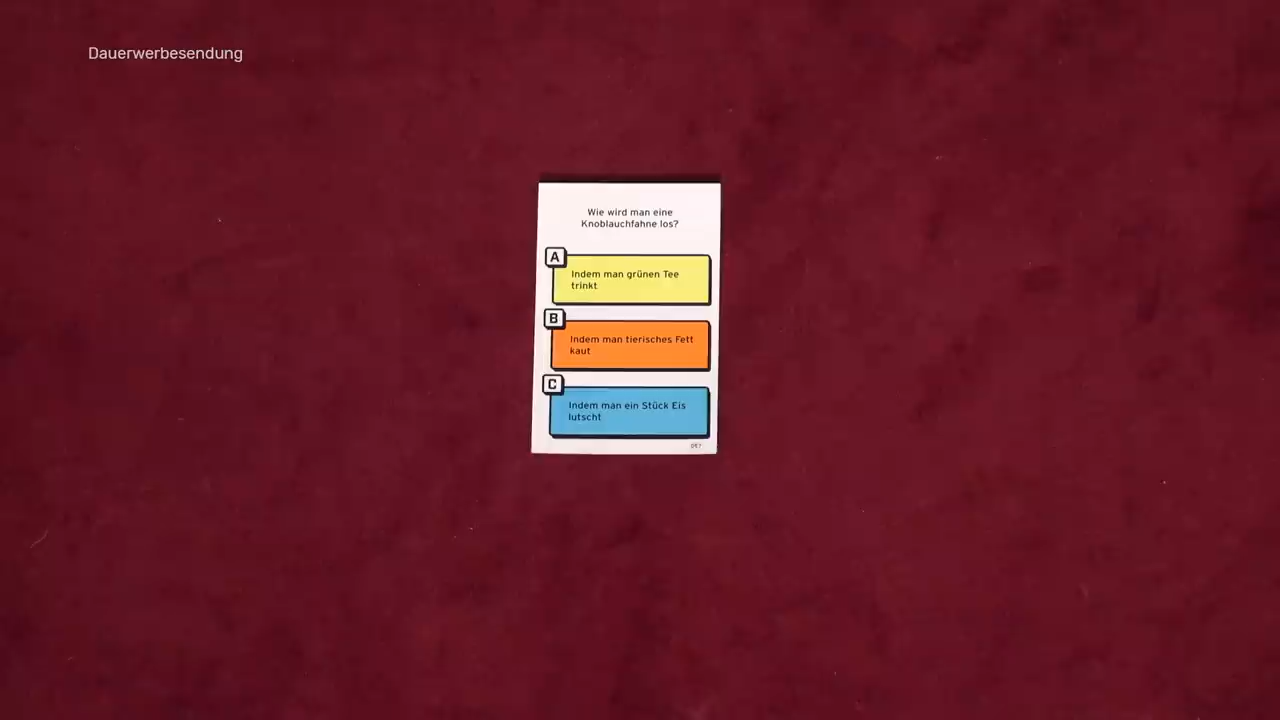 Dauerwerbesendung
Wie wird man eine
Knoblauchfahne los?
A
Indem man grünen Tee
trinkt
B
Indem man tierisches Fett
kaut
C
Indem man ein Stück Eis
lutscht